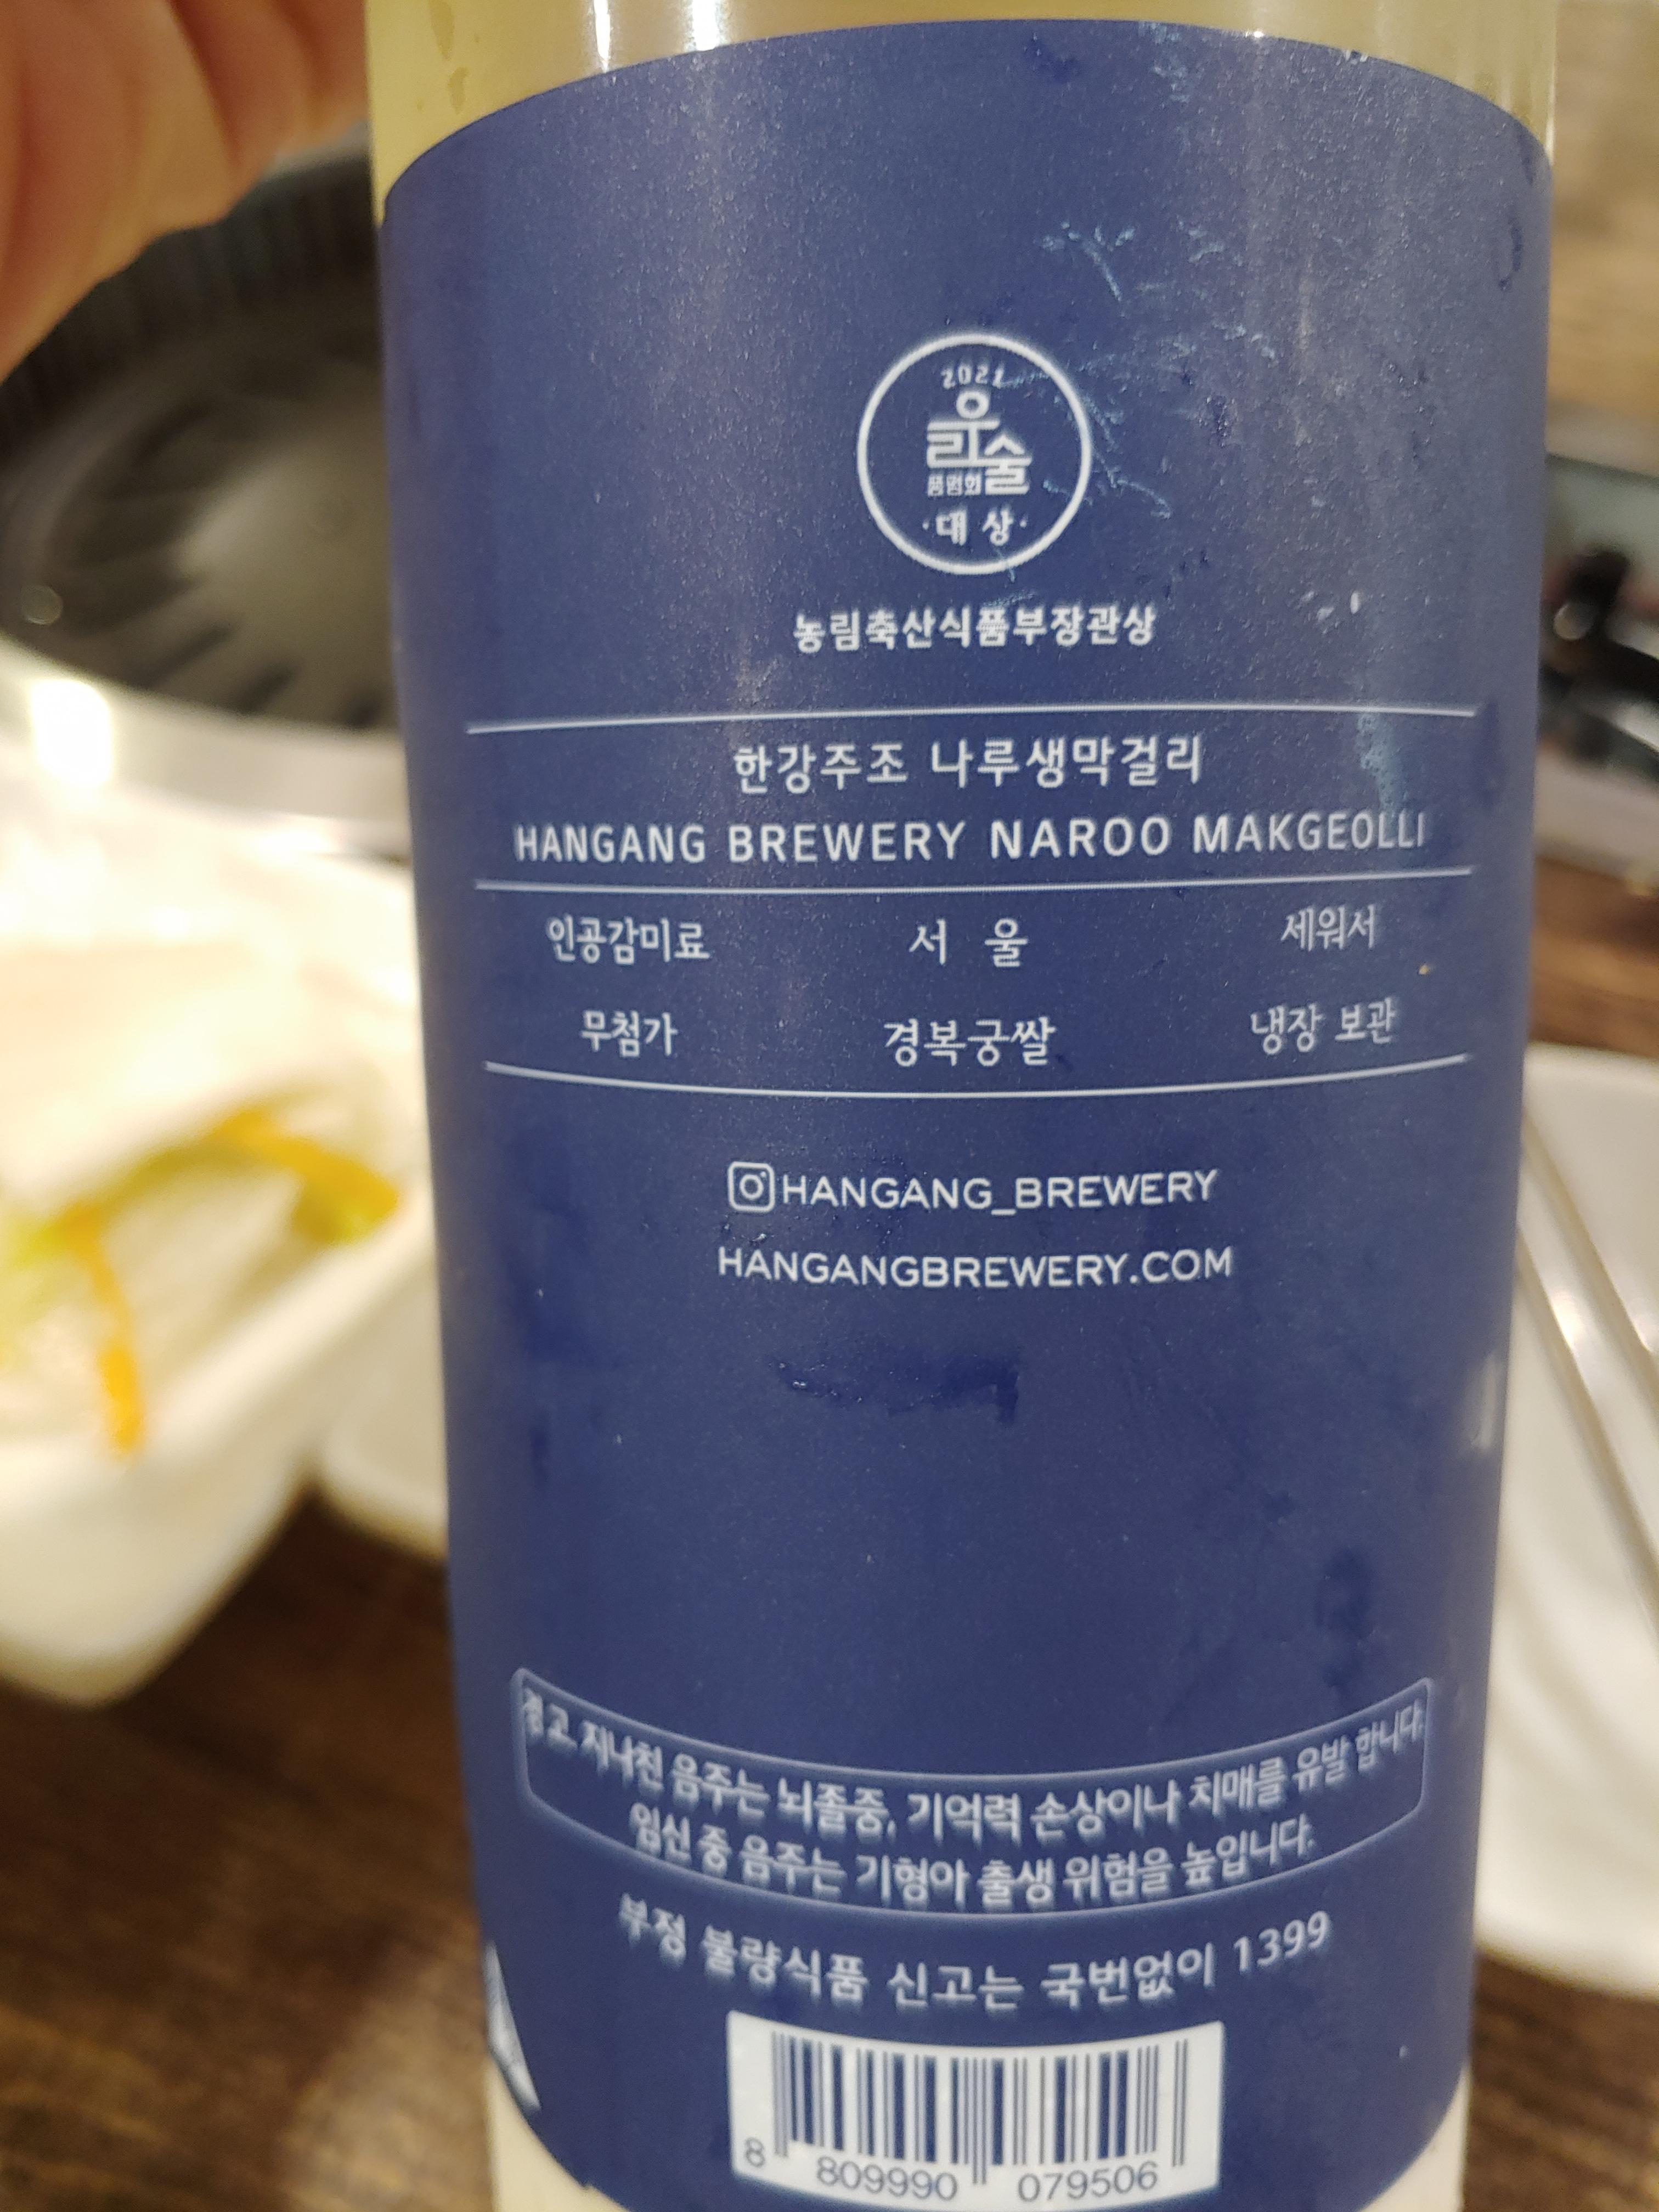 2021
우리술
품평회
·대상·
농림축산식품부장관상
한강주조 나루생막걸리
HANGANG BREWERY NAROO MAKGEOLLI
인공감미료 서 울 세워서
무첨가 경복궁쌀 냉장 보관
HANGANG_BREWERY
HANGANGBREWERY.COM
경고. 지나친 음주는 뇌졸중, 기억력 손상이나 치매를 유발 합니다.
임신 중 음주는 기형아 출생 위험을 높입니다.
부정 불량식품 신고는 국번없이 1399
8 809990 079506